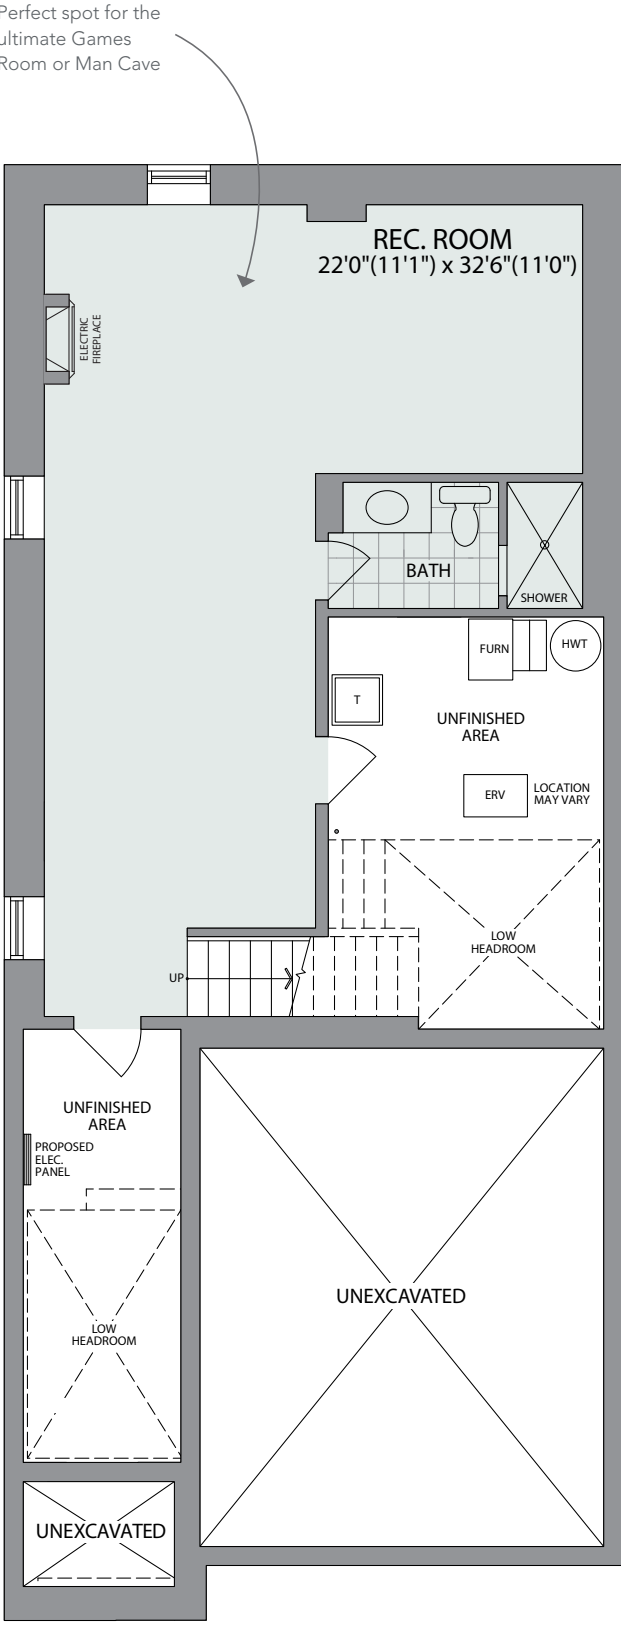 Perfect spot for the
ultimate Games
Room or Man Cave
REC. ROOM
22'0"(11'1") x 32'6"(11'0")
ELECTRIC
FIREPLACE
BATH
SHOWER
FURN
HWT
T
UNFINISHED
AREA
ERV
LOCATION
MAY VARY
LOW
HEADROOM
UP
UNFINISHED
AREA
PROPOSED
ELEC.
PANEL
LOW
HEADROOM
UNEXCAVATED
UNEXCAVATED